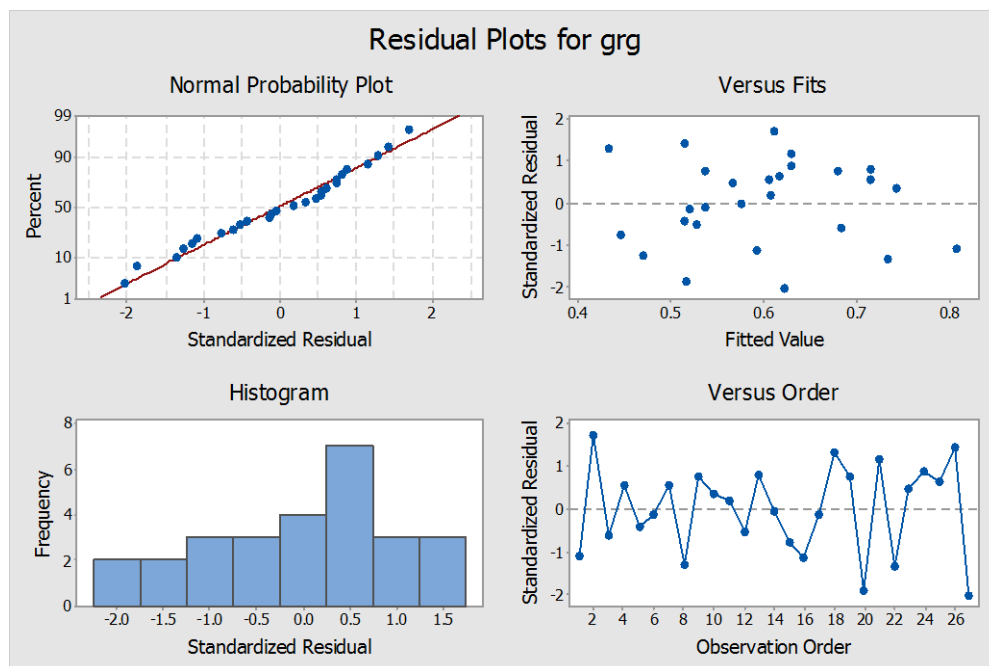 Residual Plots for grg
Normal Probability Plot
99
90
50
10
1
Percent
-2 -1 0 1 2
Standardized Residual
Versus Fits
2
1
0
-1
-2
Standardized Residual
0.4 0.5 0.6 0.7 0.8
Fitted Value
Histogram
8
6
4
2
0
Frequency
-2.0 -1.5 -1.0 -0.5 0.0 0.5 1.0 1.5
Standardized Residual
Versus Order
2
1
0
-1
-2
Standardized Residual
2 4 6 8 10 12 14 16 18 20 22 24 26
Observation Order